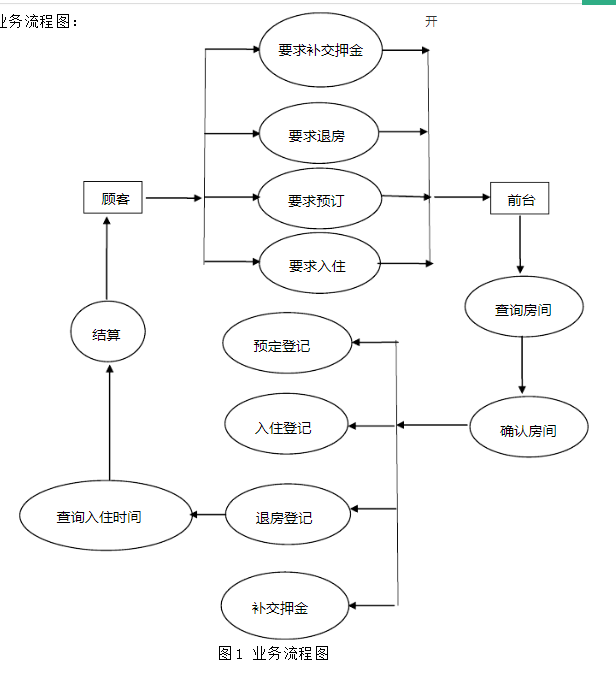 业务流程图：
开
要求补交押金
要求退房
顾客
要求预订
前台
要求入住
查询房间
结算
预定登记
入住登记
确认房间
查询入住时间
退房登记
补交押金
图1 业务流程图